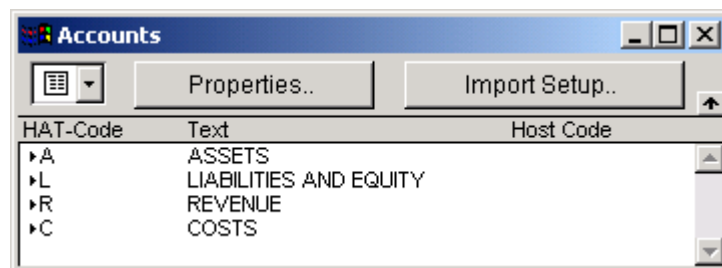 Accounts
Properties.. Import Setup..
HAT-Code Text Host Code
A ASSETS
L LIABILITIES AND EQUITY
R REVENUE
C COSTS